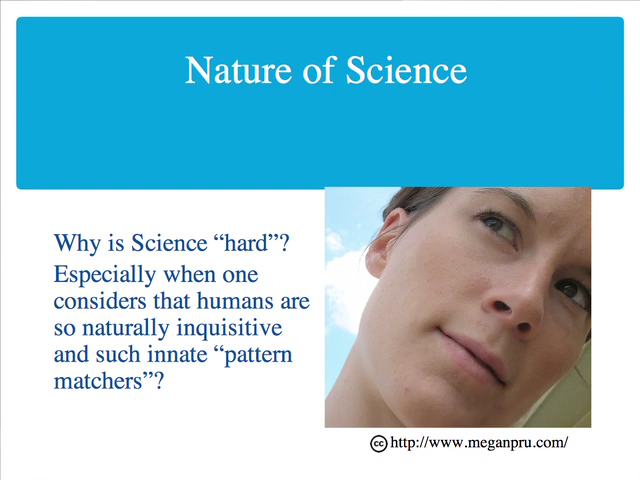 Nature of Science
Why is Science “hard”?
Especially when one
considers that humans are
so naturally inquisitive
and such innate “pattern
matchers”?
cc http://www.meganpru.com/